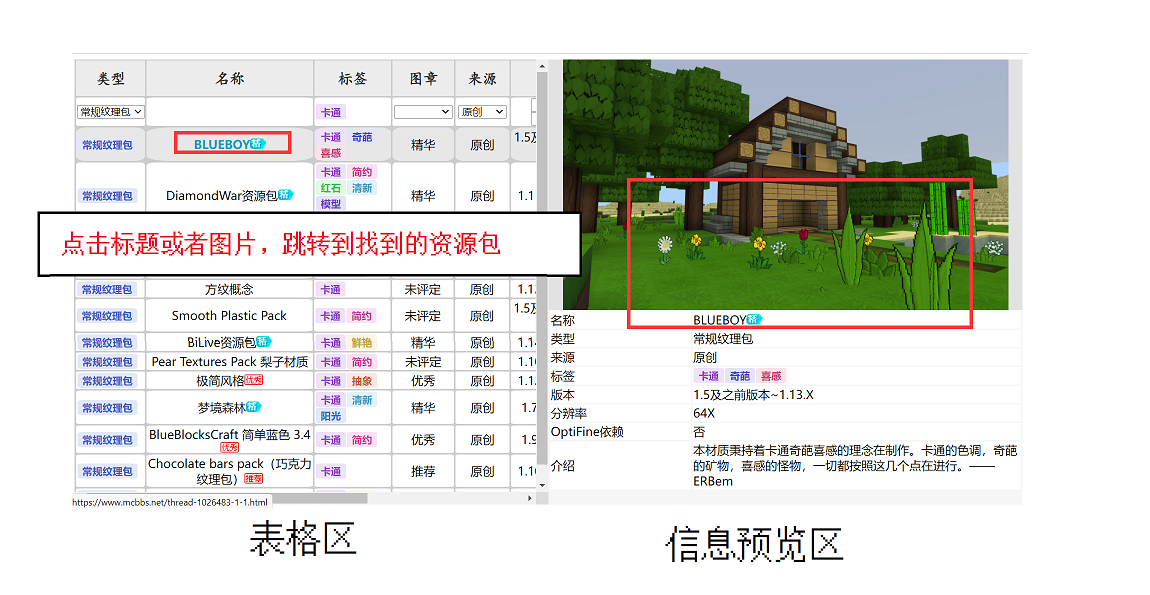 类型 名称 标签 图章 来源
常规纹理包 卡通 原创
常规纹理包 BLUEBOY 精 卡通 奇葩 喜感 精华 原创 1.5及
常规纹理包 DiamondWar资源包 精 卡通 简约 红石 清新 模型 精华 原创 1.1
点击标题或者图片，跳转到找到的资源包
常规纹理包 方纹概念 卡通 未评定 原创 1.1
常规纹理包 Smooth Plastic Pack 卡通 简约 未评定 原创 1.5及
常规纹理包 BiLive资源包 精 卡通 鲜艳 精华 原创 1.1
常规纹理包 Pear Textures Pack 梨子材质 卡通 简约 未评定 原创 1.1
常规纹理包 极简风格 优秀 卡通 抽象 优秀 原创 1.1
常规纹理包 梦境森林 精 卡通 清新 阳光 精华 原创 1.7
常规纹理包 BlueBlocksCraft 简单蓝色 3.4 优秀 卡通 简约 优秀 原创 1.9
常规纹理包 Chocolate bars pack（巧克力纹理包）推荐 卡通 推荐 原创 1.1
https://www.mcbbs.net/thread-1026483-1-1.html
表格区
名称 BLUEBOY 精
类型 常规纹理包
来源 原创
标签 卡通 奇葩 喜感
版本 1.5及之前版本~1.13.X
分辨率 64X
OptiFine依赖 否
介绍 本材质秉持着卡通奇葩喜感的理念在制作。卡通的色调，奇葩
的矿物，喜感的怪物，一切都按照这几个点在进行。——
ERBem
信息预览区